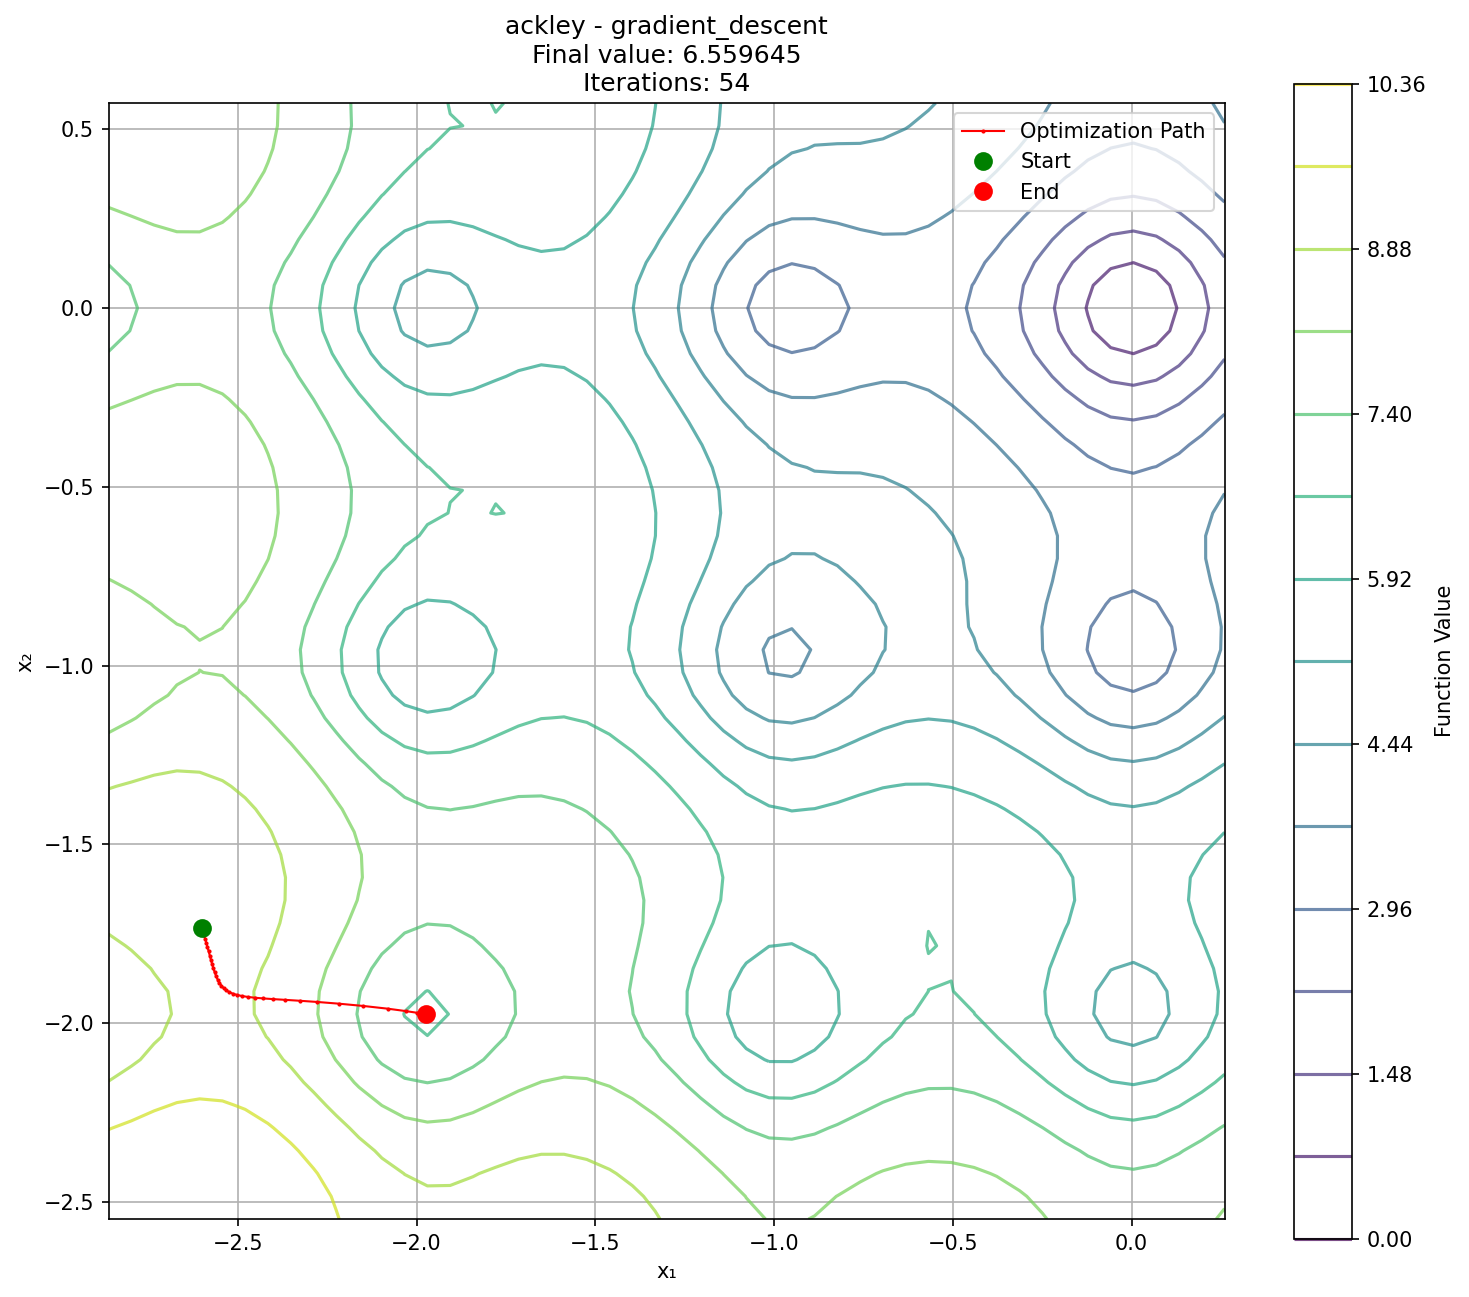 ackley - gradient_descent
Final value: 6.559645
Iterations: 54
Optimization Path
Start
End
0.5
0.0
−0.5
−1.0
−1.5
−2.0
−2.5
x₂
−2.5
−2.0
−1.5
−1.0
−0.5
0.0
x₁
10.36
8.88
7.40
5.92
4.44
2.96
1.48
0.00
Function Value